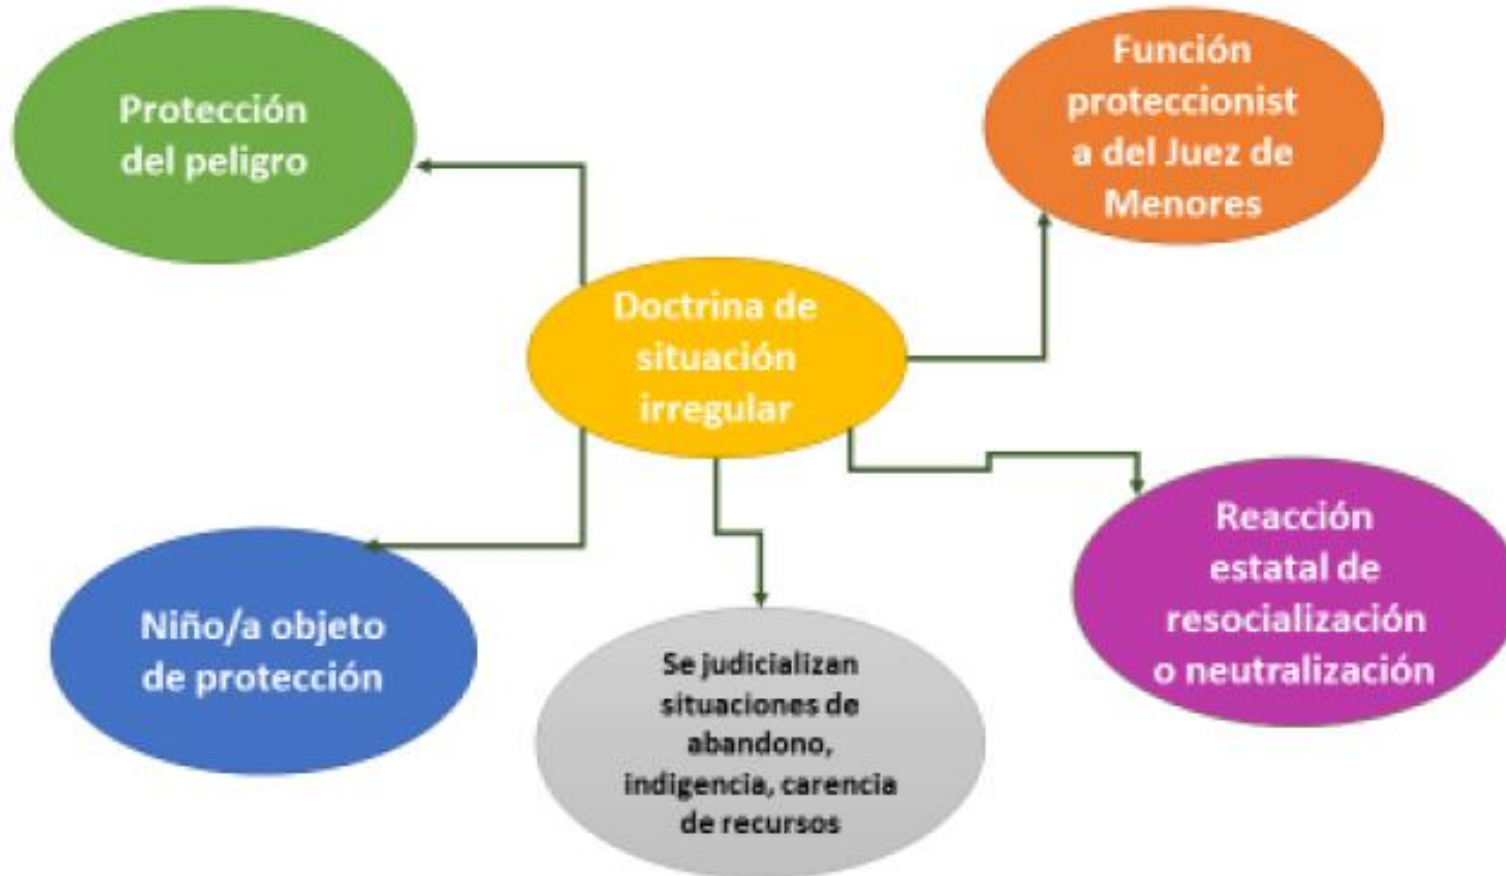 Protección
del peligro
Función
proteccionist
a del Juez de
Menores
Doctrina de
situación
irregular
Niño/a objeto
de protección
Se judicializan
situaciones de
abandono,
indigencia, carencia
de recursos
Reacción
estatal de
resocialización
o neutralización